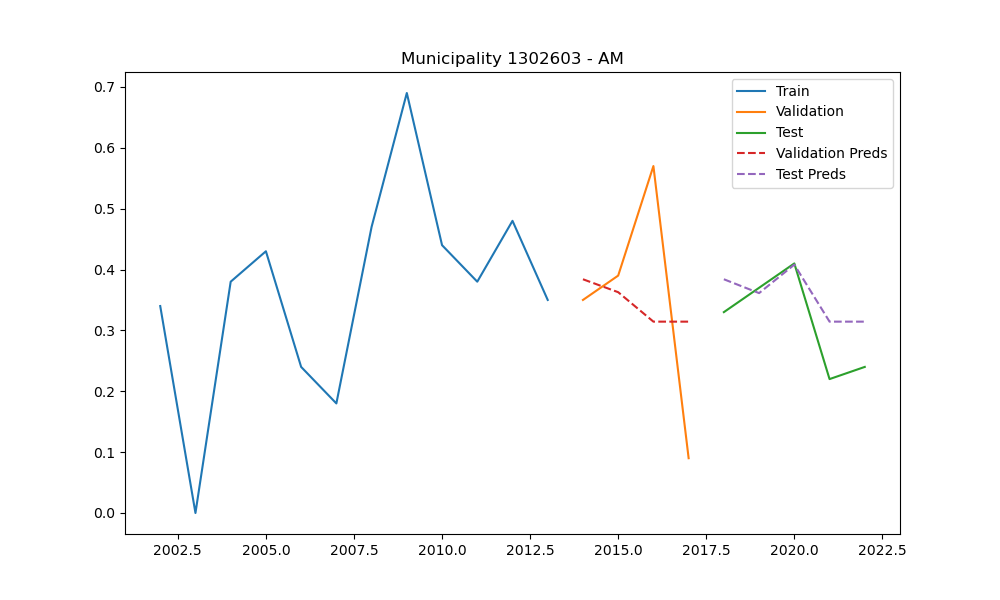 Municipality 1302603 - AM
Train
Validation
Test
Validation Preds
Test Preds
0.7
0.6
0.5
0.4
0.3
0.2
0.1
0.0
2002.5 2005.0 2007.5 2010.0 2012.5 2015.0 2017.5 2020.0 2022.5